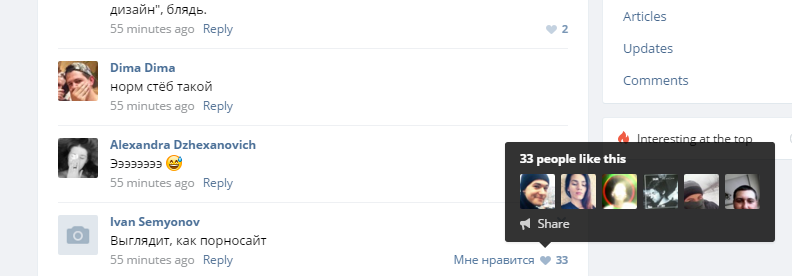 дизайн", блядь.
55 minutes ago Reply
2
Dima Dima
норм стёб такой
55 minutes ago Reply
Alexandra Dzhexanovich
Ээээээээ 😅
55 minutes ago Reply
Ivan Semyonov
Выглядит, как порносайт
55 minutes ago Reply
Мне нравится 33
33 people like this
Share
Articles
Updates
Comments
Interesting at the top